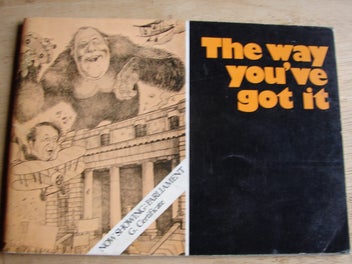 The way
you've
got it
NOW SHOWING: PARLIAMENT
G. Certificate